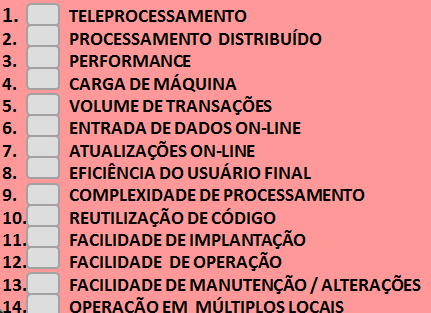 1. TELEPROCESSAMENTO
2. PROCESSAMENTO DISTRIBUÍDO
3. PERFORMANCE
4. CARGA DE MÁQUINA
5. VOLUME DE TRANSAÇÕES
6. ENTRADA DE DADOS ON-LINE
7. ATUALIZAÇÕES ON-LINE
8. EFICIÊNCIA DO USUÁRIO FINAL
9. COMPLEXIDADE DE PROCESSAMENTO
10. REUTILIZAÇÃO DE CÓDIGO
11. FACILIDADE DE IMPLANTAÇÃO
12. FACILIDADE DE OPERAÇÃO
13. FACILIDADE DE MANUTENÇÃO / ALTERAÇÕES
14. OPERAÇÃO EM MÚLTIPLOS LOCAIS